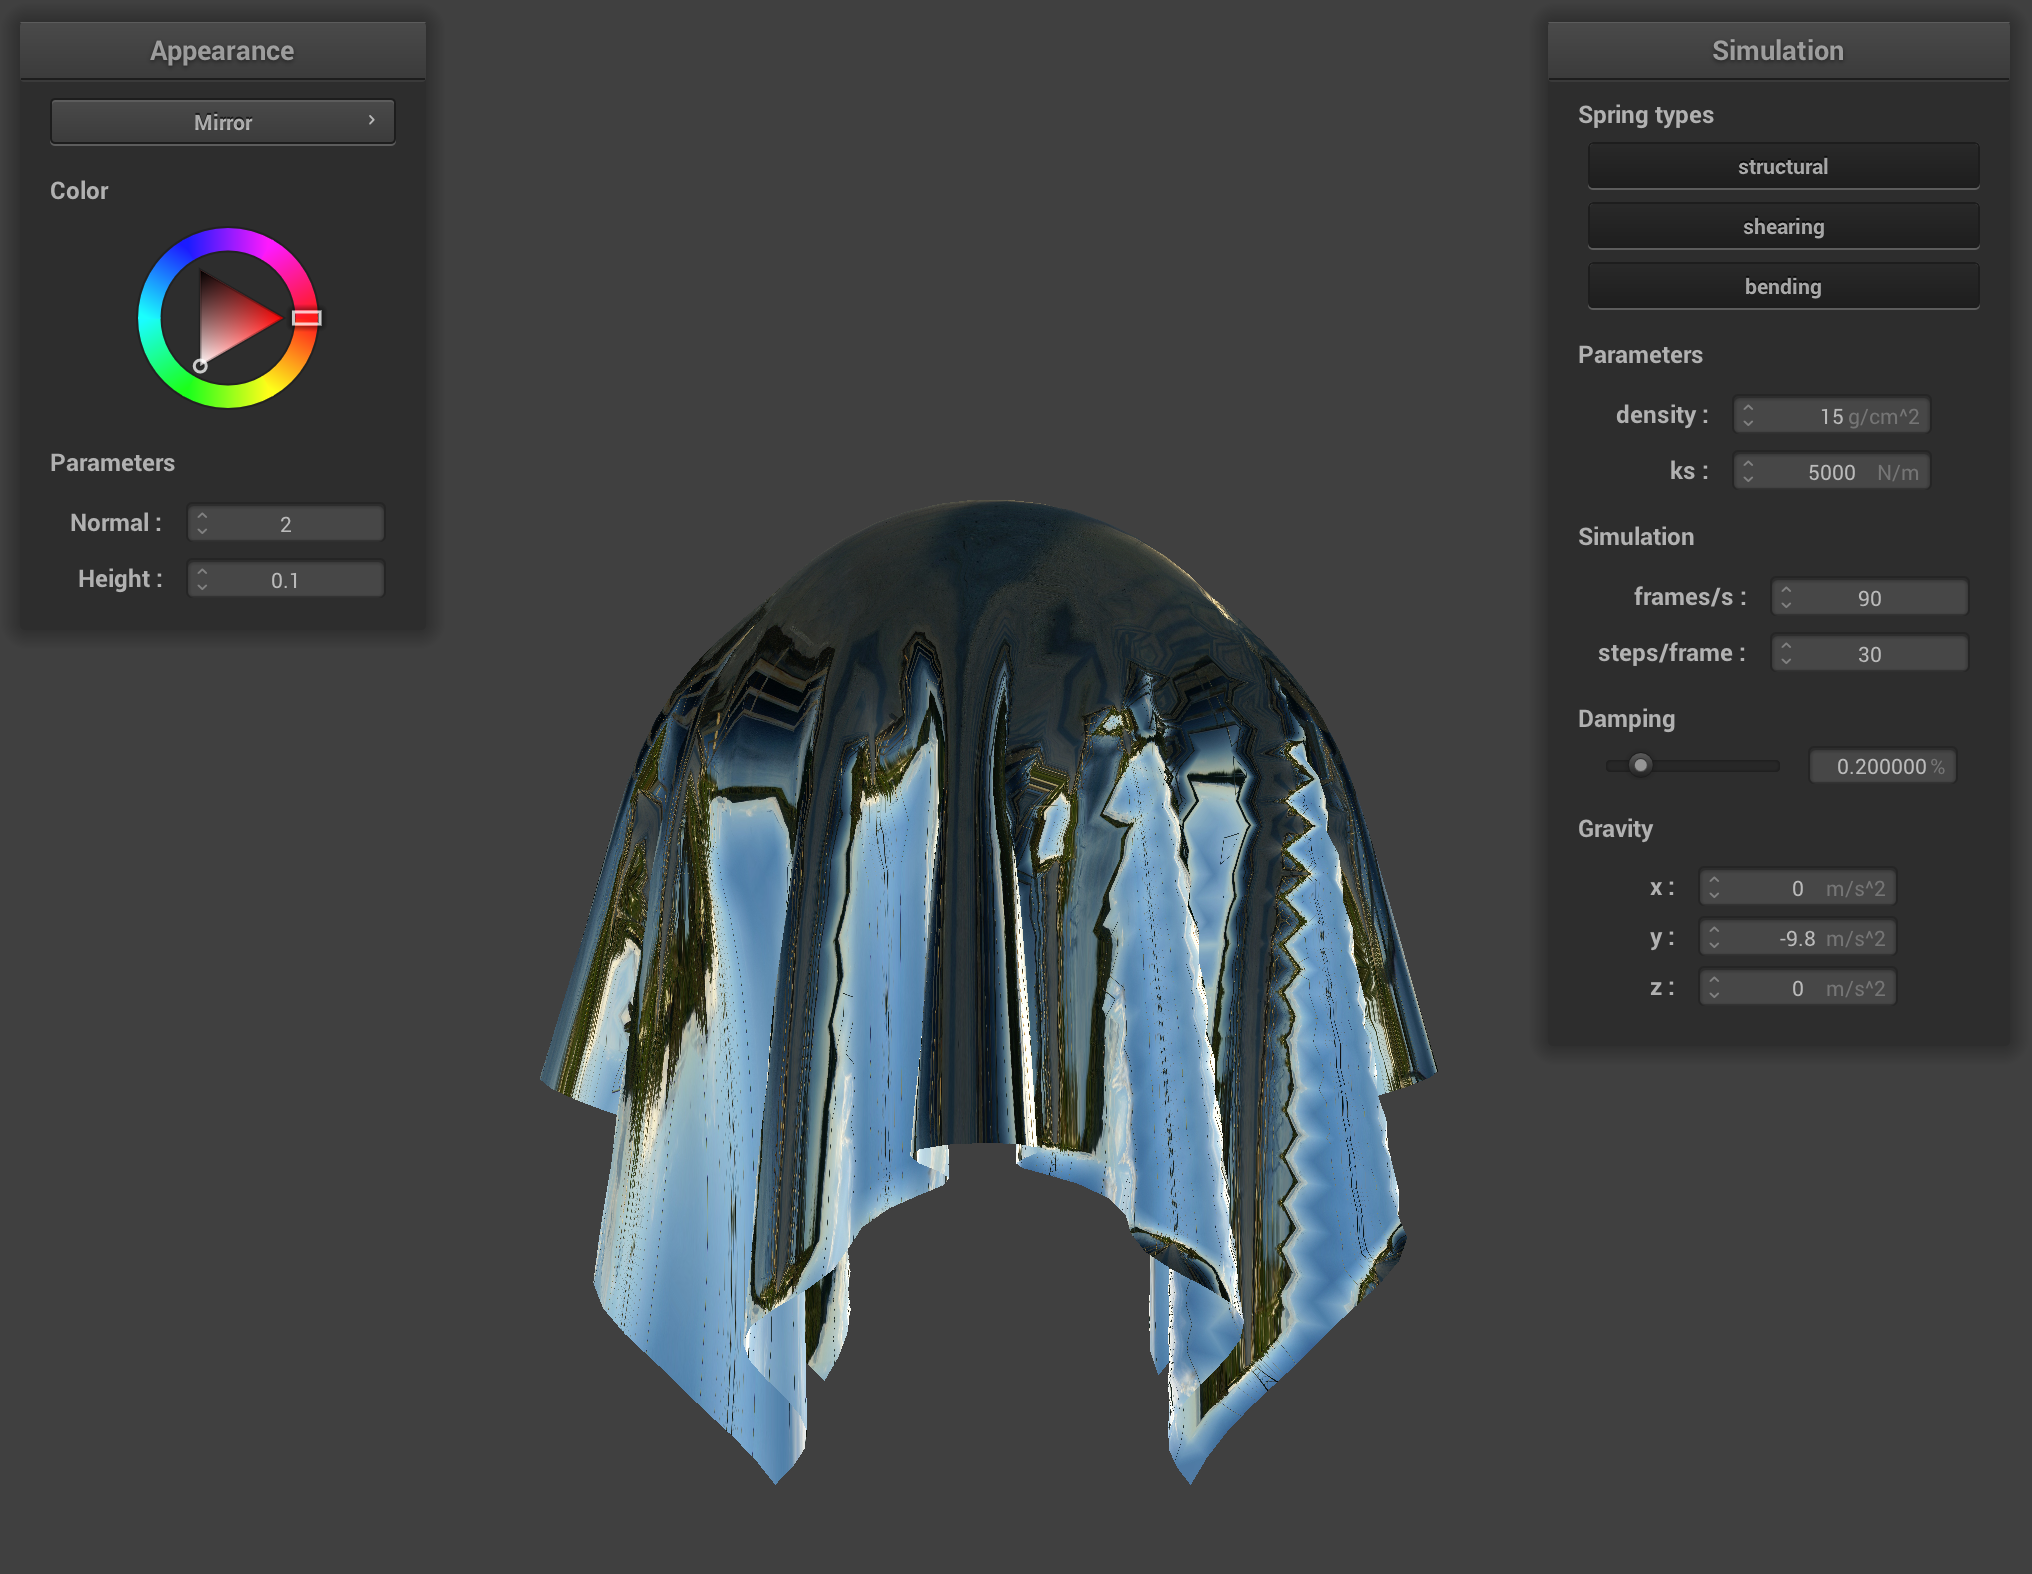 Appearance
Mirror
Color
Parameters
Normal : 2
Height : 0.1
Simulation
Spring types
structural
shearing
bending
Parameters
density : 15 g/cm^2
ks : 5000 N/m
Simulation
frames/s : 90
steps/frame : 30
Damping
0.200000 %
Gravity
x : 0 m/s^2
y : -9.8 m/s^2
z : 0 m/s^2